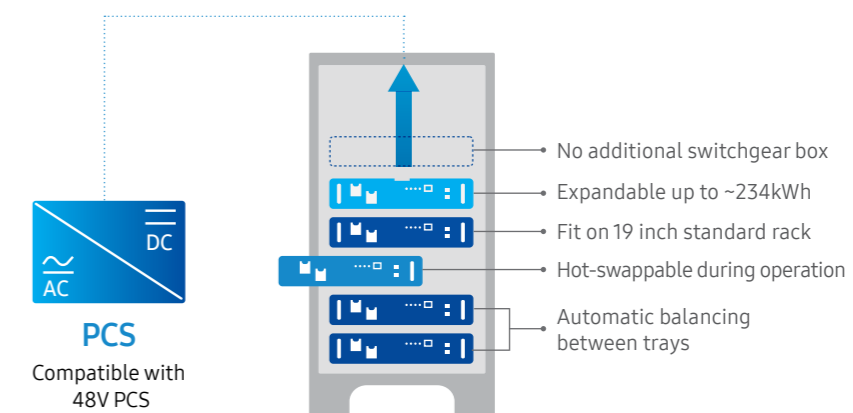 No additional switchgear box
Expandable up to ~234kWh
Fit on 19 inch standard rack
Hot-swappable during operation
Automatic balancing
between trays
DC
AC
PCS
Compatible with
48V PCS